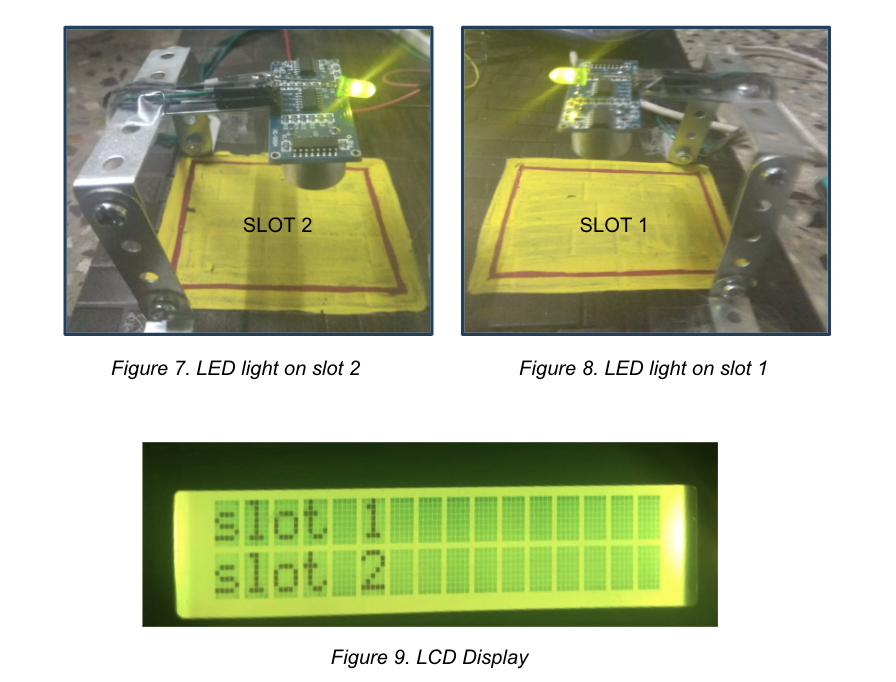 SLOT 2
SLOT 1
Figure 7. LED light on slot 2
Figure 8. LED light on slot 1
slot 1
slot 2
Figure 9. LCD Display